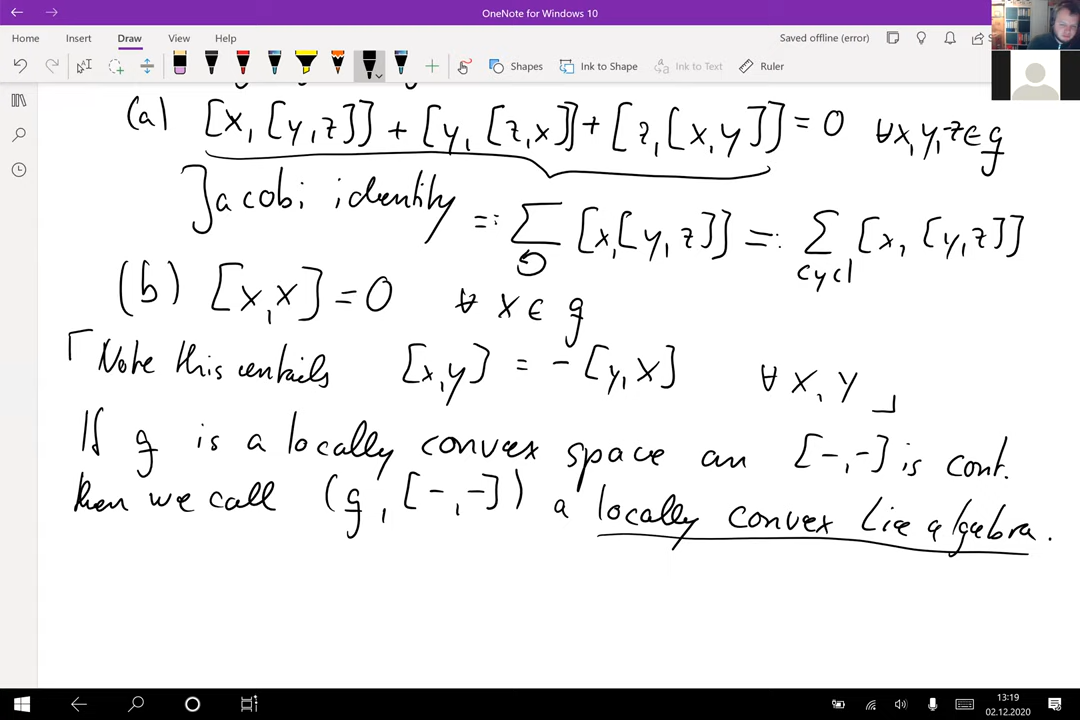 OneNote for Windows 10
Home Insert Draw View Help Saved offline (error)
Shapes Ink to Shape Ink to Text Ruler
(a) [x, [y,z]] + [y, [z,x]] + [z, [x,y]] = 0 ∀x,y,z ∈ g
Jacobi identity =: ∑↺ [x,[y,z]] =: ∑cycl [x, [y,z]]
(b) [x,x] = 0 ∀ x ∈ g
⌈ Note this entails [x,y] = -[y,x] ∀ x, y ⌋
If g is a locally convex space an [-,-] is cont.
then we call (g, [-,-]) a locally convex Lie algebra.
13:19
02.12.2020